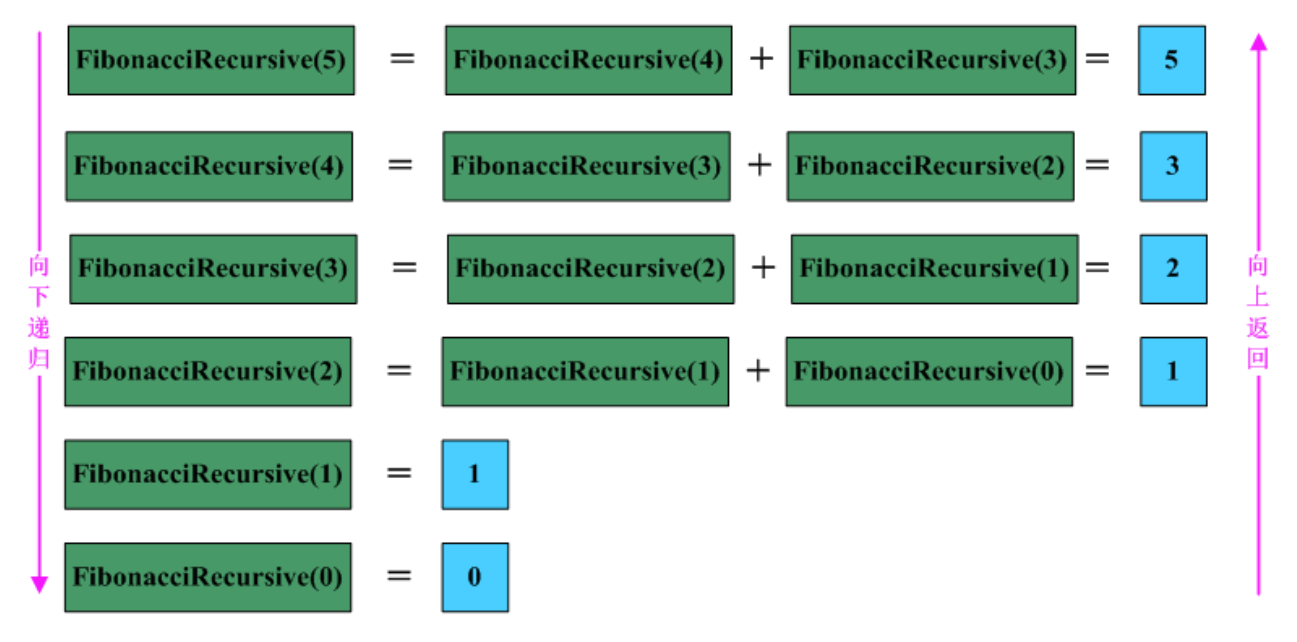 FibonacciRecursive(5) = FibonacciRecursive(4) + FibonacciRecursive(3) = 5
FibonacciRecursive(4) = FibonacciRecursive(3) + FibonacciRecursive(2) = 3
FibonacciRecursive(3) = FibonacciRecursive(2) + FibonacciRecursive(1) = 2
FibonacciRecursive(2) = FibonacciRecursive(1) + FibonacciRecursive(0) = 1
FibonacciRecursive(1) = 1
FibonacciRecursive(0) = 0
向下递归
向上返回